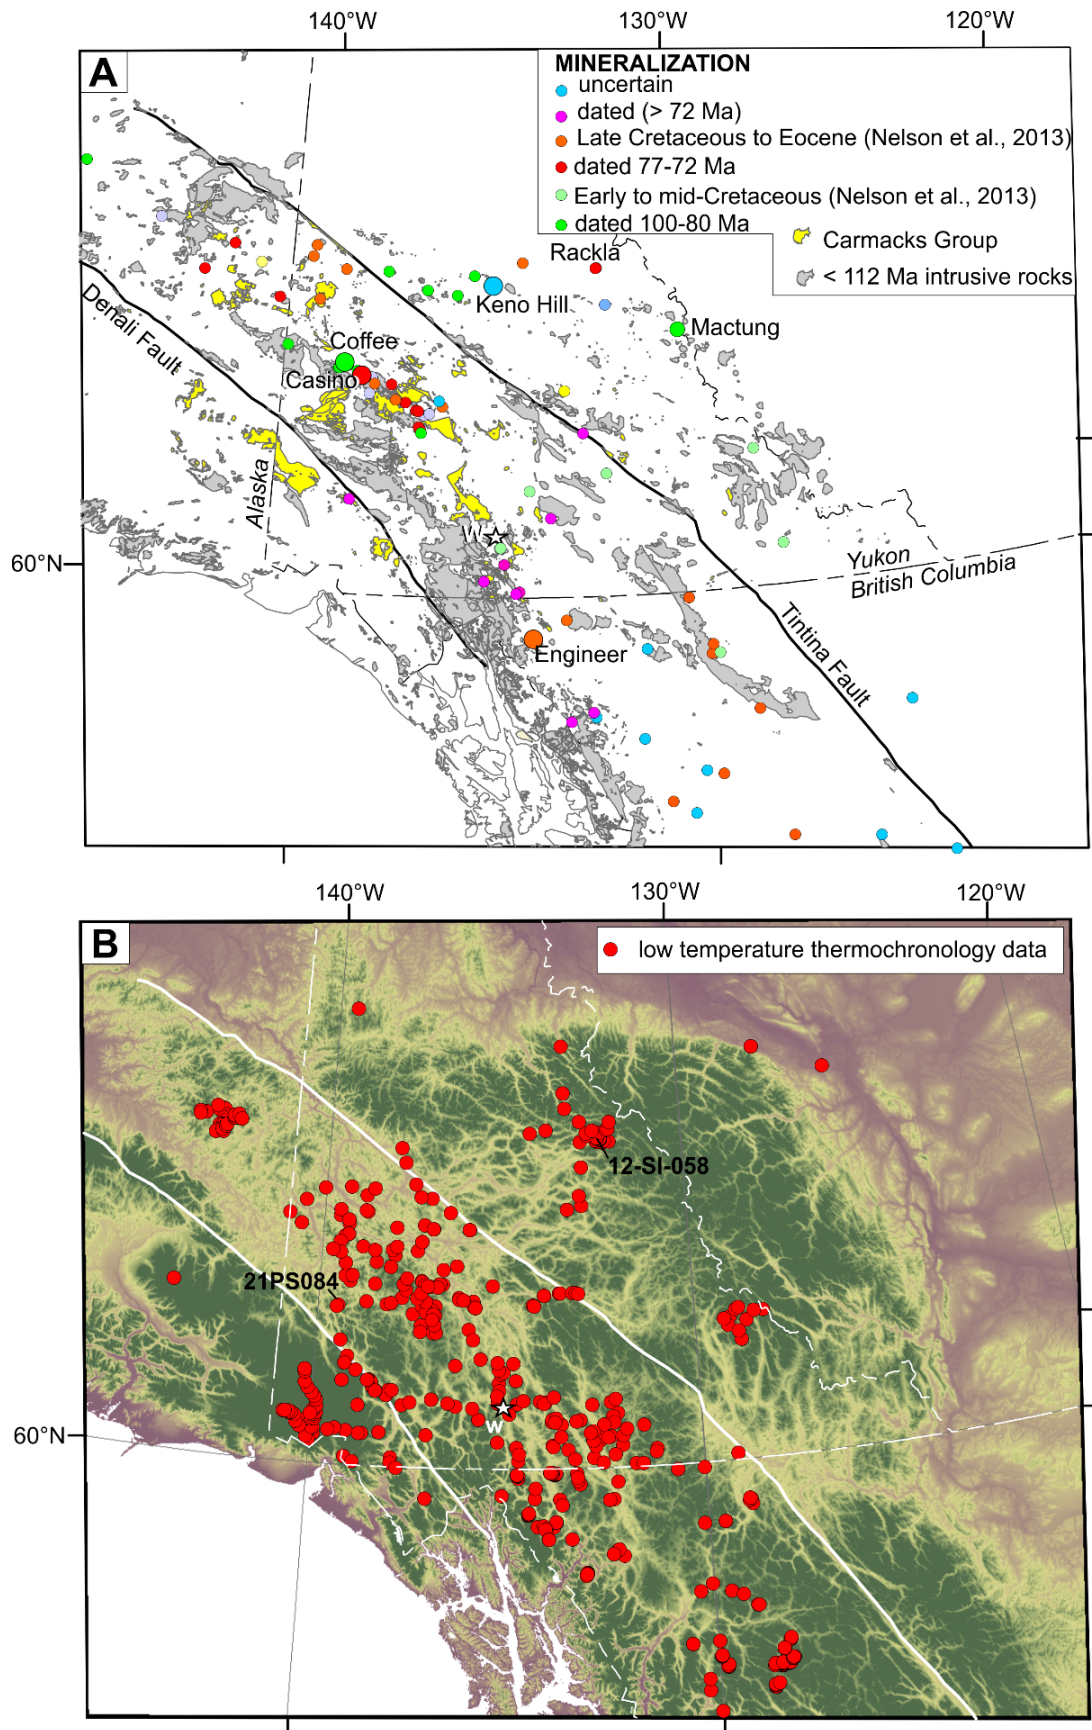 140°W
130°W
120°W
A
MINERALIZATION
uncertain
dated (> 72 Ma)
Late Cretaceous to Eocene (Nelson et al., 2013)
dated 77-72 Ma
Early to mid-Cretaceous (Nelson et al., 2013)
dated 100-80 Ma
Carmacks Group
< 112 Ma intrusive rocks
Rackla
Keno Hill
Mactung
Denali Fault
Coffee
Casino
Alaska
W
60°N
Yukon
British Columbia
Engineer
Tintina Fault
140°W
130°W
120°W
B
low temperature thermochronology data
12-SI-058
21PS084
60°N
W